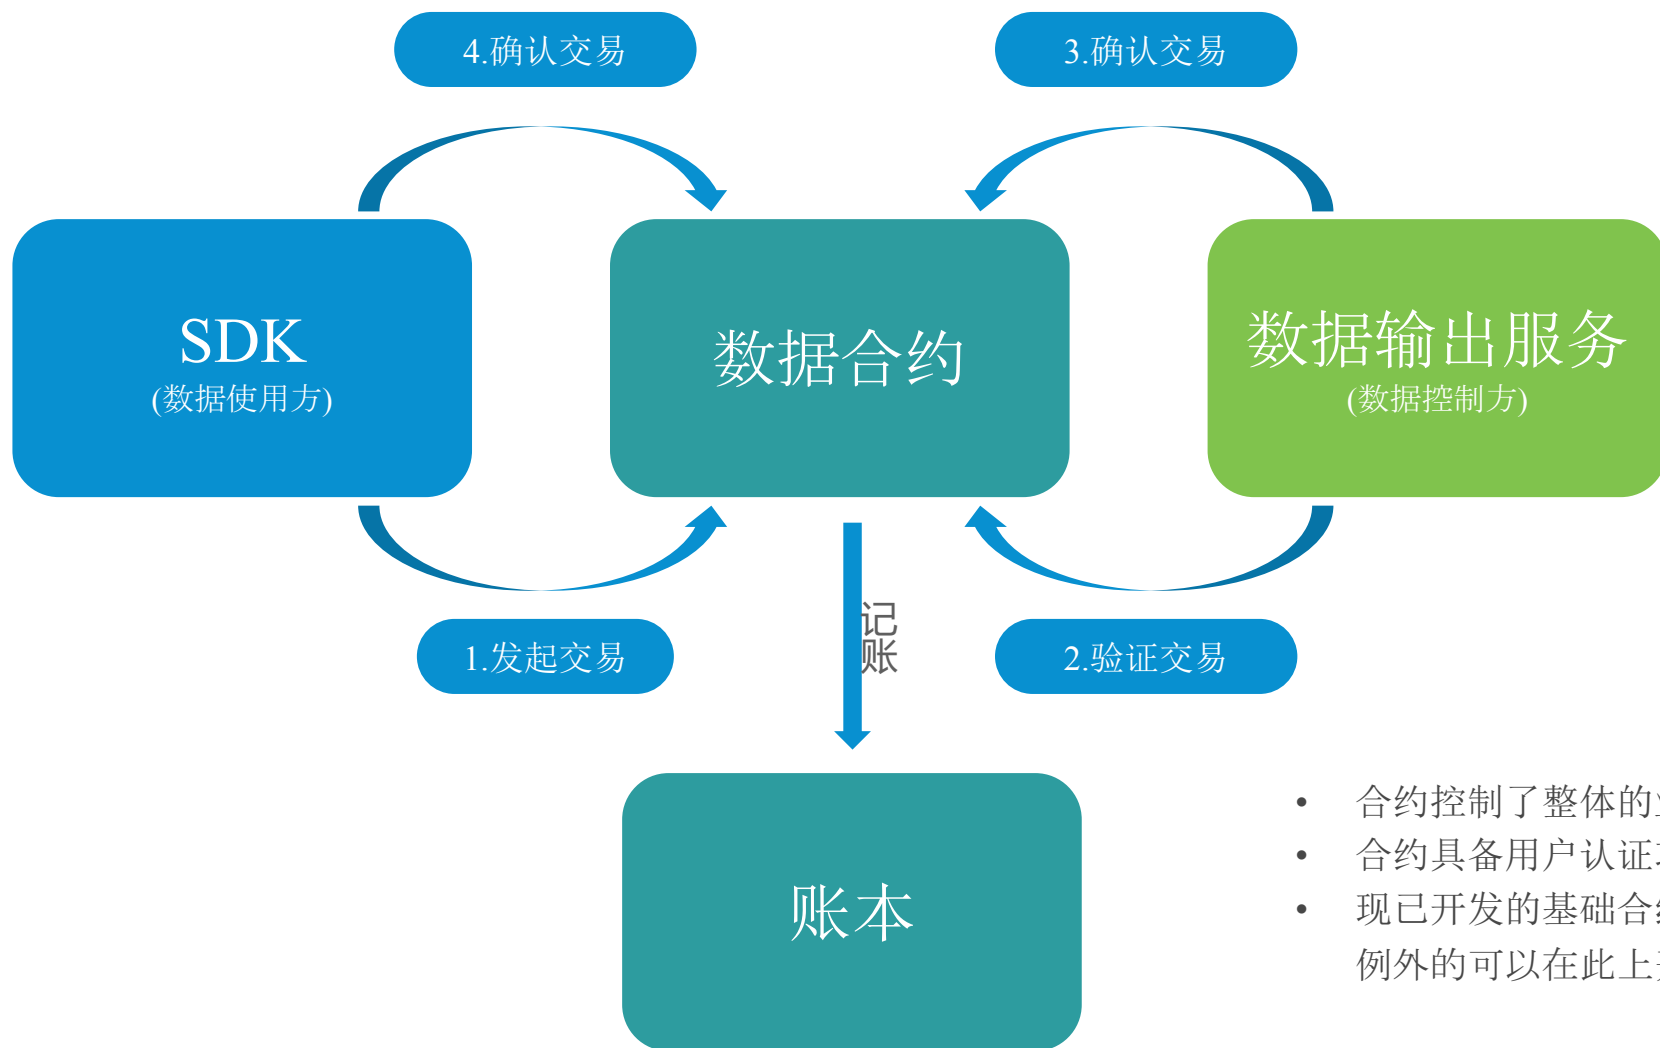 4.确认交易
3.确认交易
SDK
(数据使用方)
数据合约
数据输出服务
(数据控制方)
1.发起交易
记账
2.验证交易
账本
• 合约控制了整体的
• 合约具备用户认证
• 现已开发的基础合
例外的可以在此上